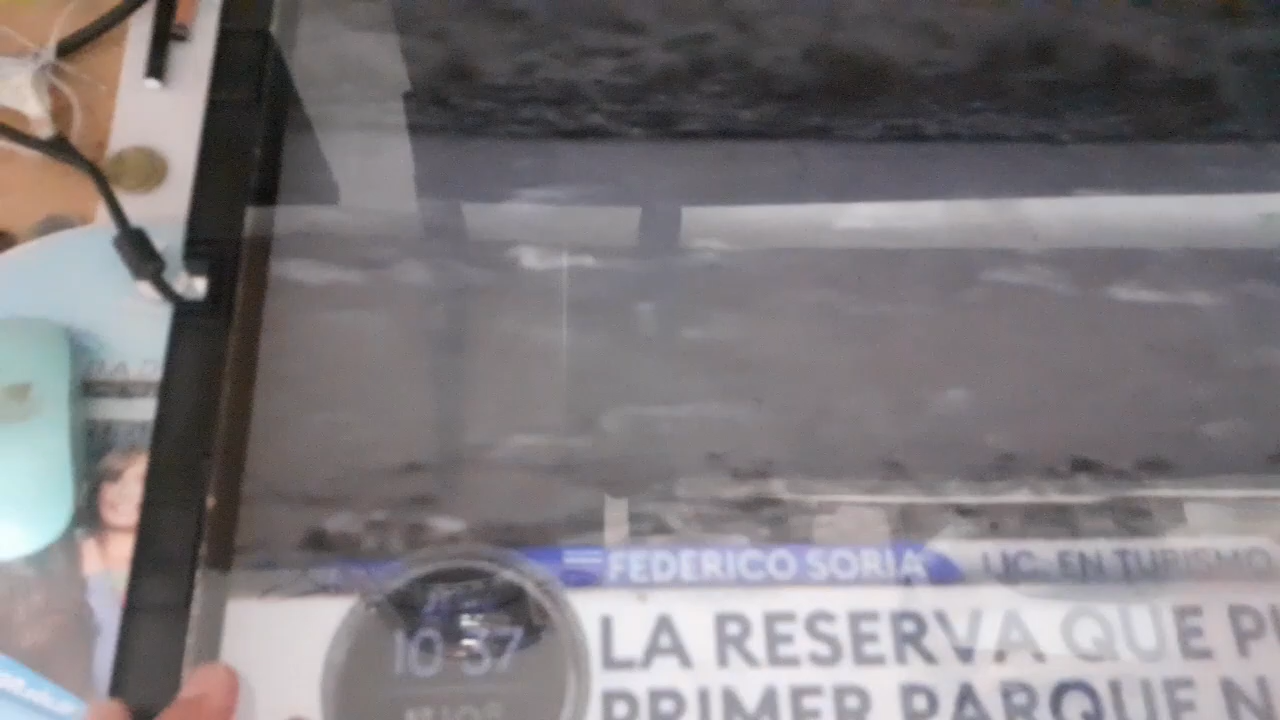 FEDERICO SORIA LIC. EN TURISMO
10:37
LA RESERVA QUE
PRIMER PARQUE N